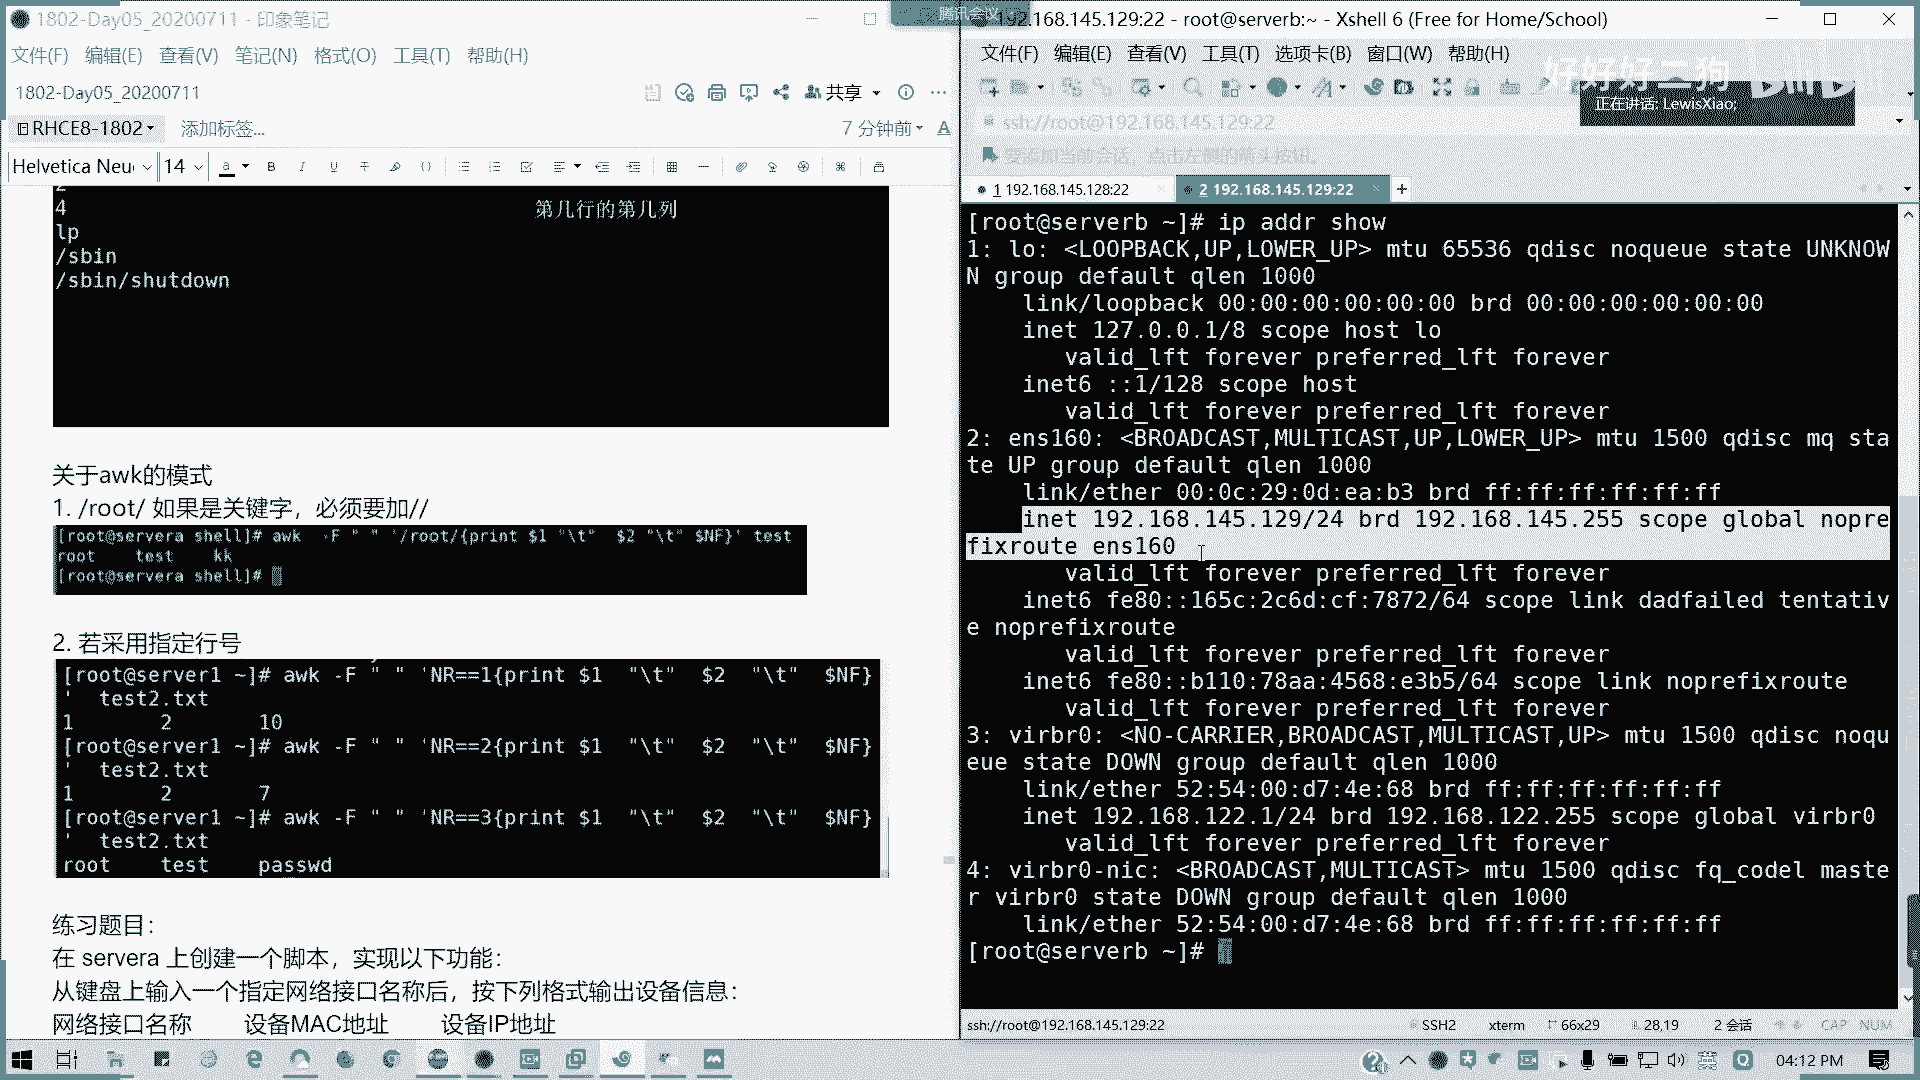 1802-Day05_20200711 - 印象笔记
文件(F) 编辑(E) 查看(V) 笔记(N) 格式(O) 工具(T) 帮助(H)
1802-Day05_20200711
共享
RHCE8-1802
添加标签...
7 分钟前
Helvetica Neu
14
2
4
第几行的第几列
lp
/sbin
/sbin/shutdown
关于awk的模式
1. /root/ 如果是关键字，必须要加//
[root@servera shell]# awk -F " " '/root/{print $1 "\t" $2 "\t" $NF}' test
root test kk
[root@servera shell]#
2. 若采用指定行号
[root@server1 ~]# awk -F " " 'NR==1{print $1 "\t" $2 "\t" $NF}
' test2.txt
1 2 10
[root@server1 ~]# awk -F " " 'NR==2{print $1 "\t" $2 "\t" $NF}
' test2.txt
1 2 7
[root@server1 ~]# awk -F " " 'NR==3{print $1 "\t" $2 "\t" $NF}
' test2.txt
root test passwd
练习题目：
在 servera 上创建一个脚本，实现以下功能：
从键盘上输入一个指定网络接口名称后，按下列格式输出设备信息：
网络接口名称 设备MAC地址 设备IP地址
腾讯会议
192.168.145.129:22 - root@serverb:~ - Xshell 6 (Free for Home/School)
文件(F) 编辑(E) 查看(V) 工具(T) 选项卡(B) 窗口(W) 帮助(H)
好好好二狗
bilibili
正在讲话: LewisXiao;
ssh://root@192.168.145.129:22
要添加当前会话，点击左侧的箭头按钮。
1 192.168.145.128:22
2 192.168.145.129:22
[root@serverb ~]# ip addr show
1: lo: <LOOPBACK,UP,LOWER_UP> mtu 65536 qdisc noqueue state UNKNOW
N group default qlen 1000
link/loopback 00:00:00:00:00:00 brd 00:00:00:00:00:00
inet 127.0.0.1/8 scope host lo
valid_lft forever preferred_lft forever
inet6 ::1/128 scope host
valid_lft forever preferred_lft forever
2: ens160: <BROADCAST,MULTICAST,UP,LOWER_UP> mtu 1500 qdisc mq sta
te UP group default qlen 1000
link/ether 00:0c:29:0d:ea:b3 brd ff:ff:ff:ff:ff:ff
inet 192.168.145.129/24 brd 192.168.145.255 scope global nopre
fixroute ens160
valid_lft forever preferred_lft forever
inet6 fe80::165c:2c6d:cf:7872/64 scope link dadfailed tentativ
e noprefixroute
valid_lft forever preferred_lft forever
inet6 fe80::b110:78aa:4568:e3b5/64 scope link noprefixroute
valid_lft forever preferred_lft forever
3: virbr0: <NO-CARRIER,BROADCAST,MULTICAST,UP> mtu 1500 qdisc noqu
eue state DOWN group default qlen 1000
link/ether 52:54:00:d7:4e:68 brd ff:ff:ff:ff:ff:ff
inet 192.168.122.1/24 brd 192.168.122.255 scope global virbr0
valid_lft forever preferred_lft forever
4: virbr0-nic: <BROADCAST,MULTICAST> mtu 1500 qdisc fq_codel maste
r virbr0 state DOWN group default qlen 1000
link/ether 52:54:00:d7:4e:68 brd ff:ff:ff:ff:ff:ff
[root@serverb ~]#
ssh://root@192.168.145.129:22
SSH2 xterm 66x29 28,19 2 会话 CAP NUM
英
04:12 PM